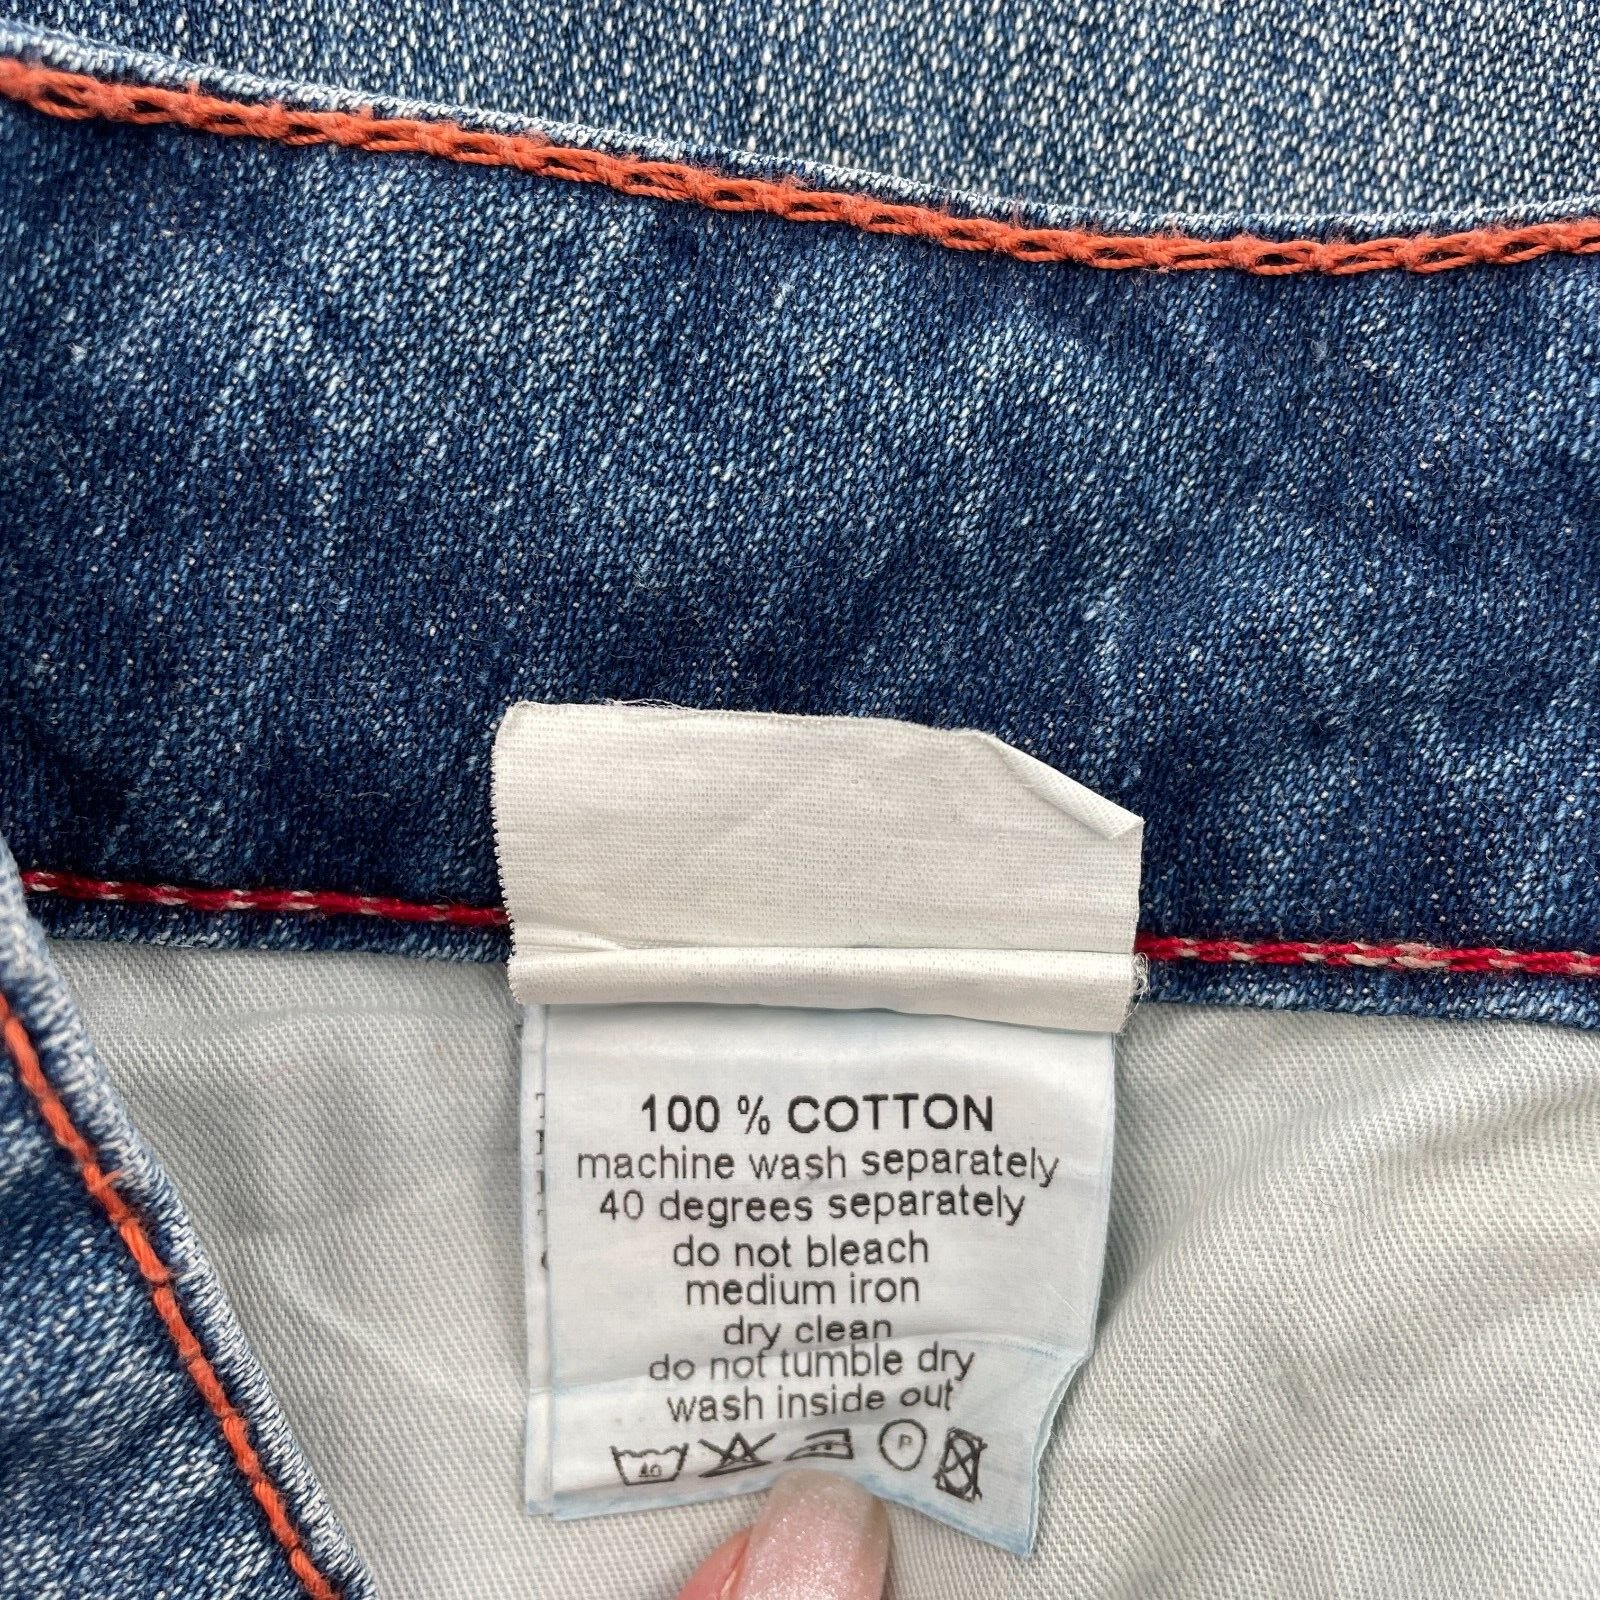 100 % COTTON
machine wash separately
40 degrees separately
do not bleach
medium iron
dry clean
do not tumble dry
wash inside out
40
P